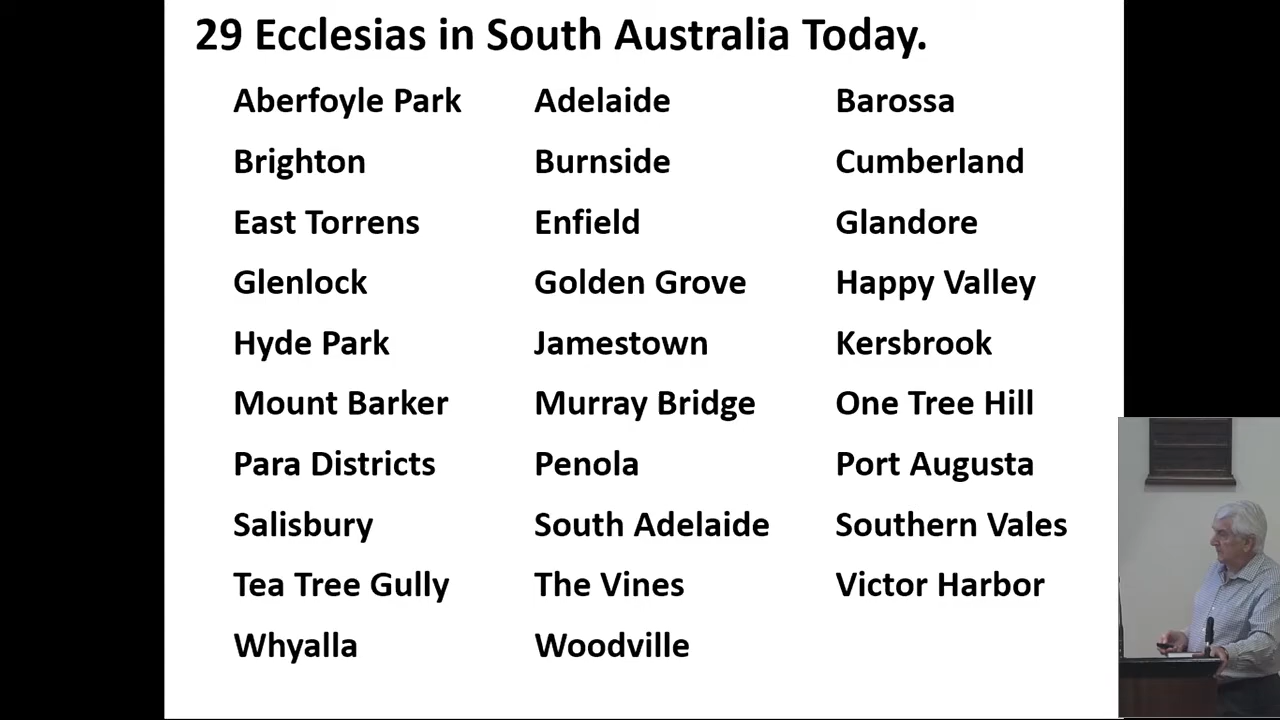 29 Ecclesias in South Australia Today.
Aberfoyle Park Adelaide Barossa
Brighton Burnside Cumberland
East Torrens Enfield Glandore
Glenlock Golden Grove Happy Valley
Hyde Park Jamestown Kersbrook
Mount Barker Murray Bridge One Tree Hill
Para Districts Penola Port Augusta
Salisbury South Adelaide Southern Vales
Tea Tree Gully The Vines Victor Harbor
Whyalla Woodville